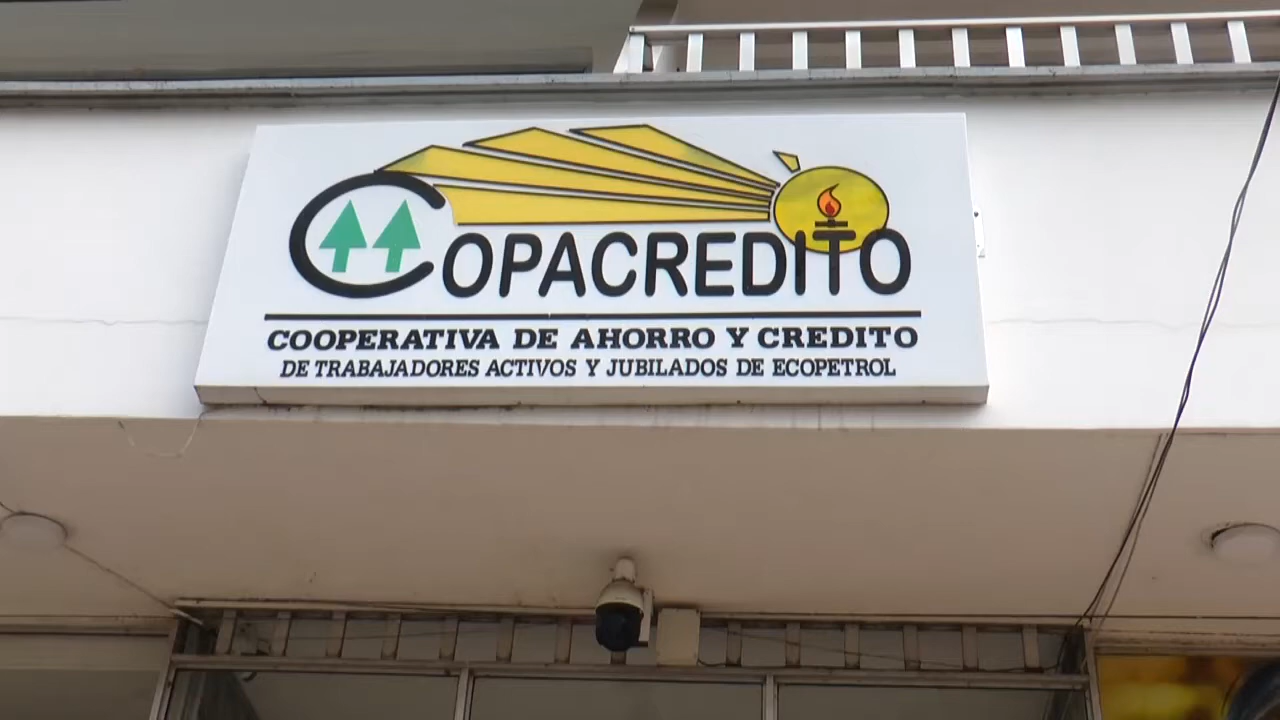 COPACREDITO
COOPERATIVA DE AHORRO Y CREDITO
DE TRABAJADORES ACTIVOS Y JUBILADOS DE ECOPETROL